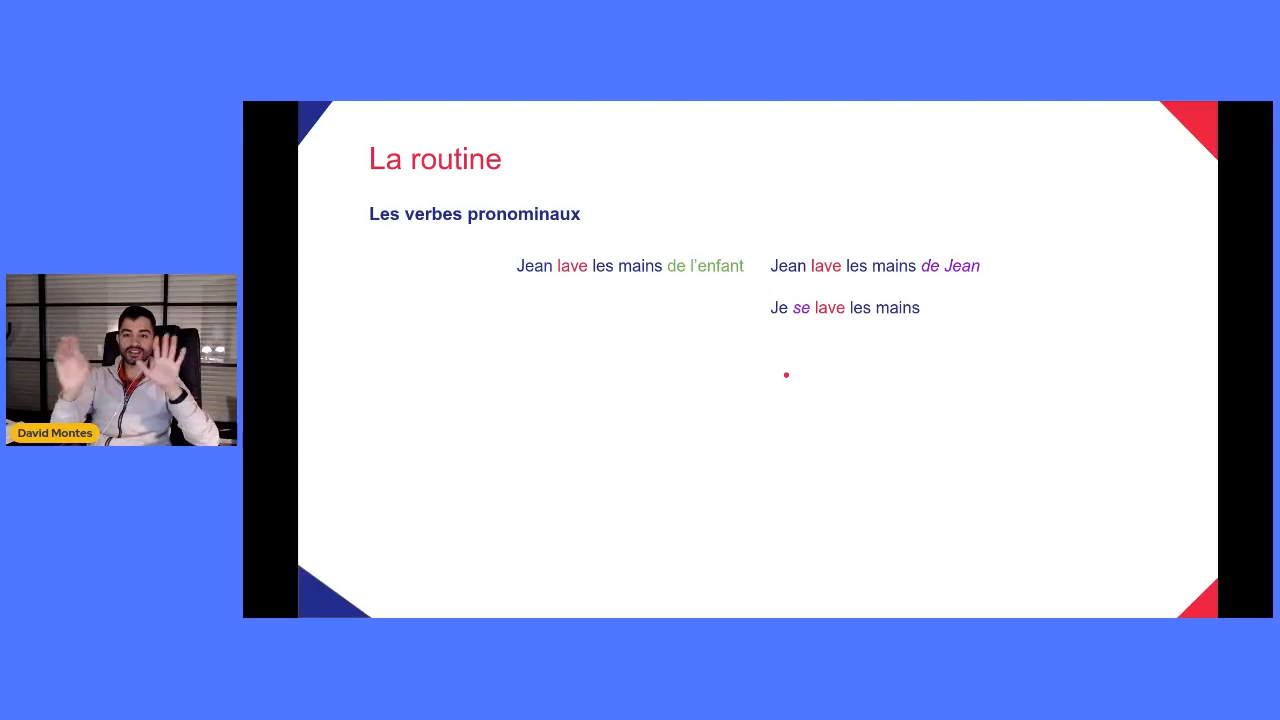 La routine
Les verbes pronominaux
Jean lave les mains de l’enfant
Jean lave les mains de Jean
Je se lave les mains
David Montes